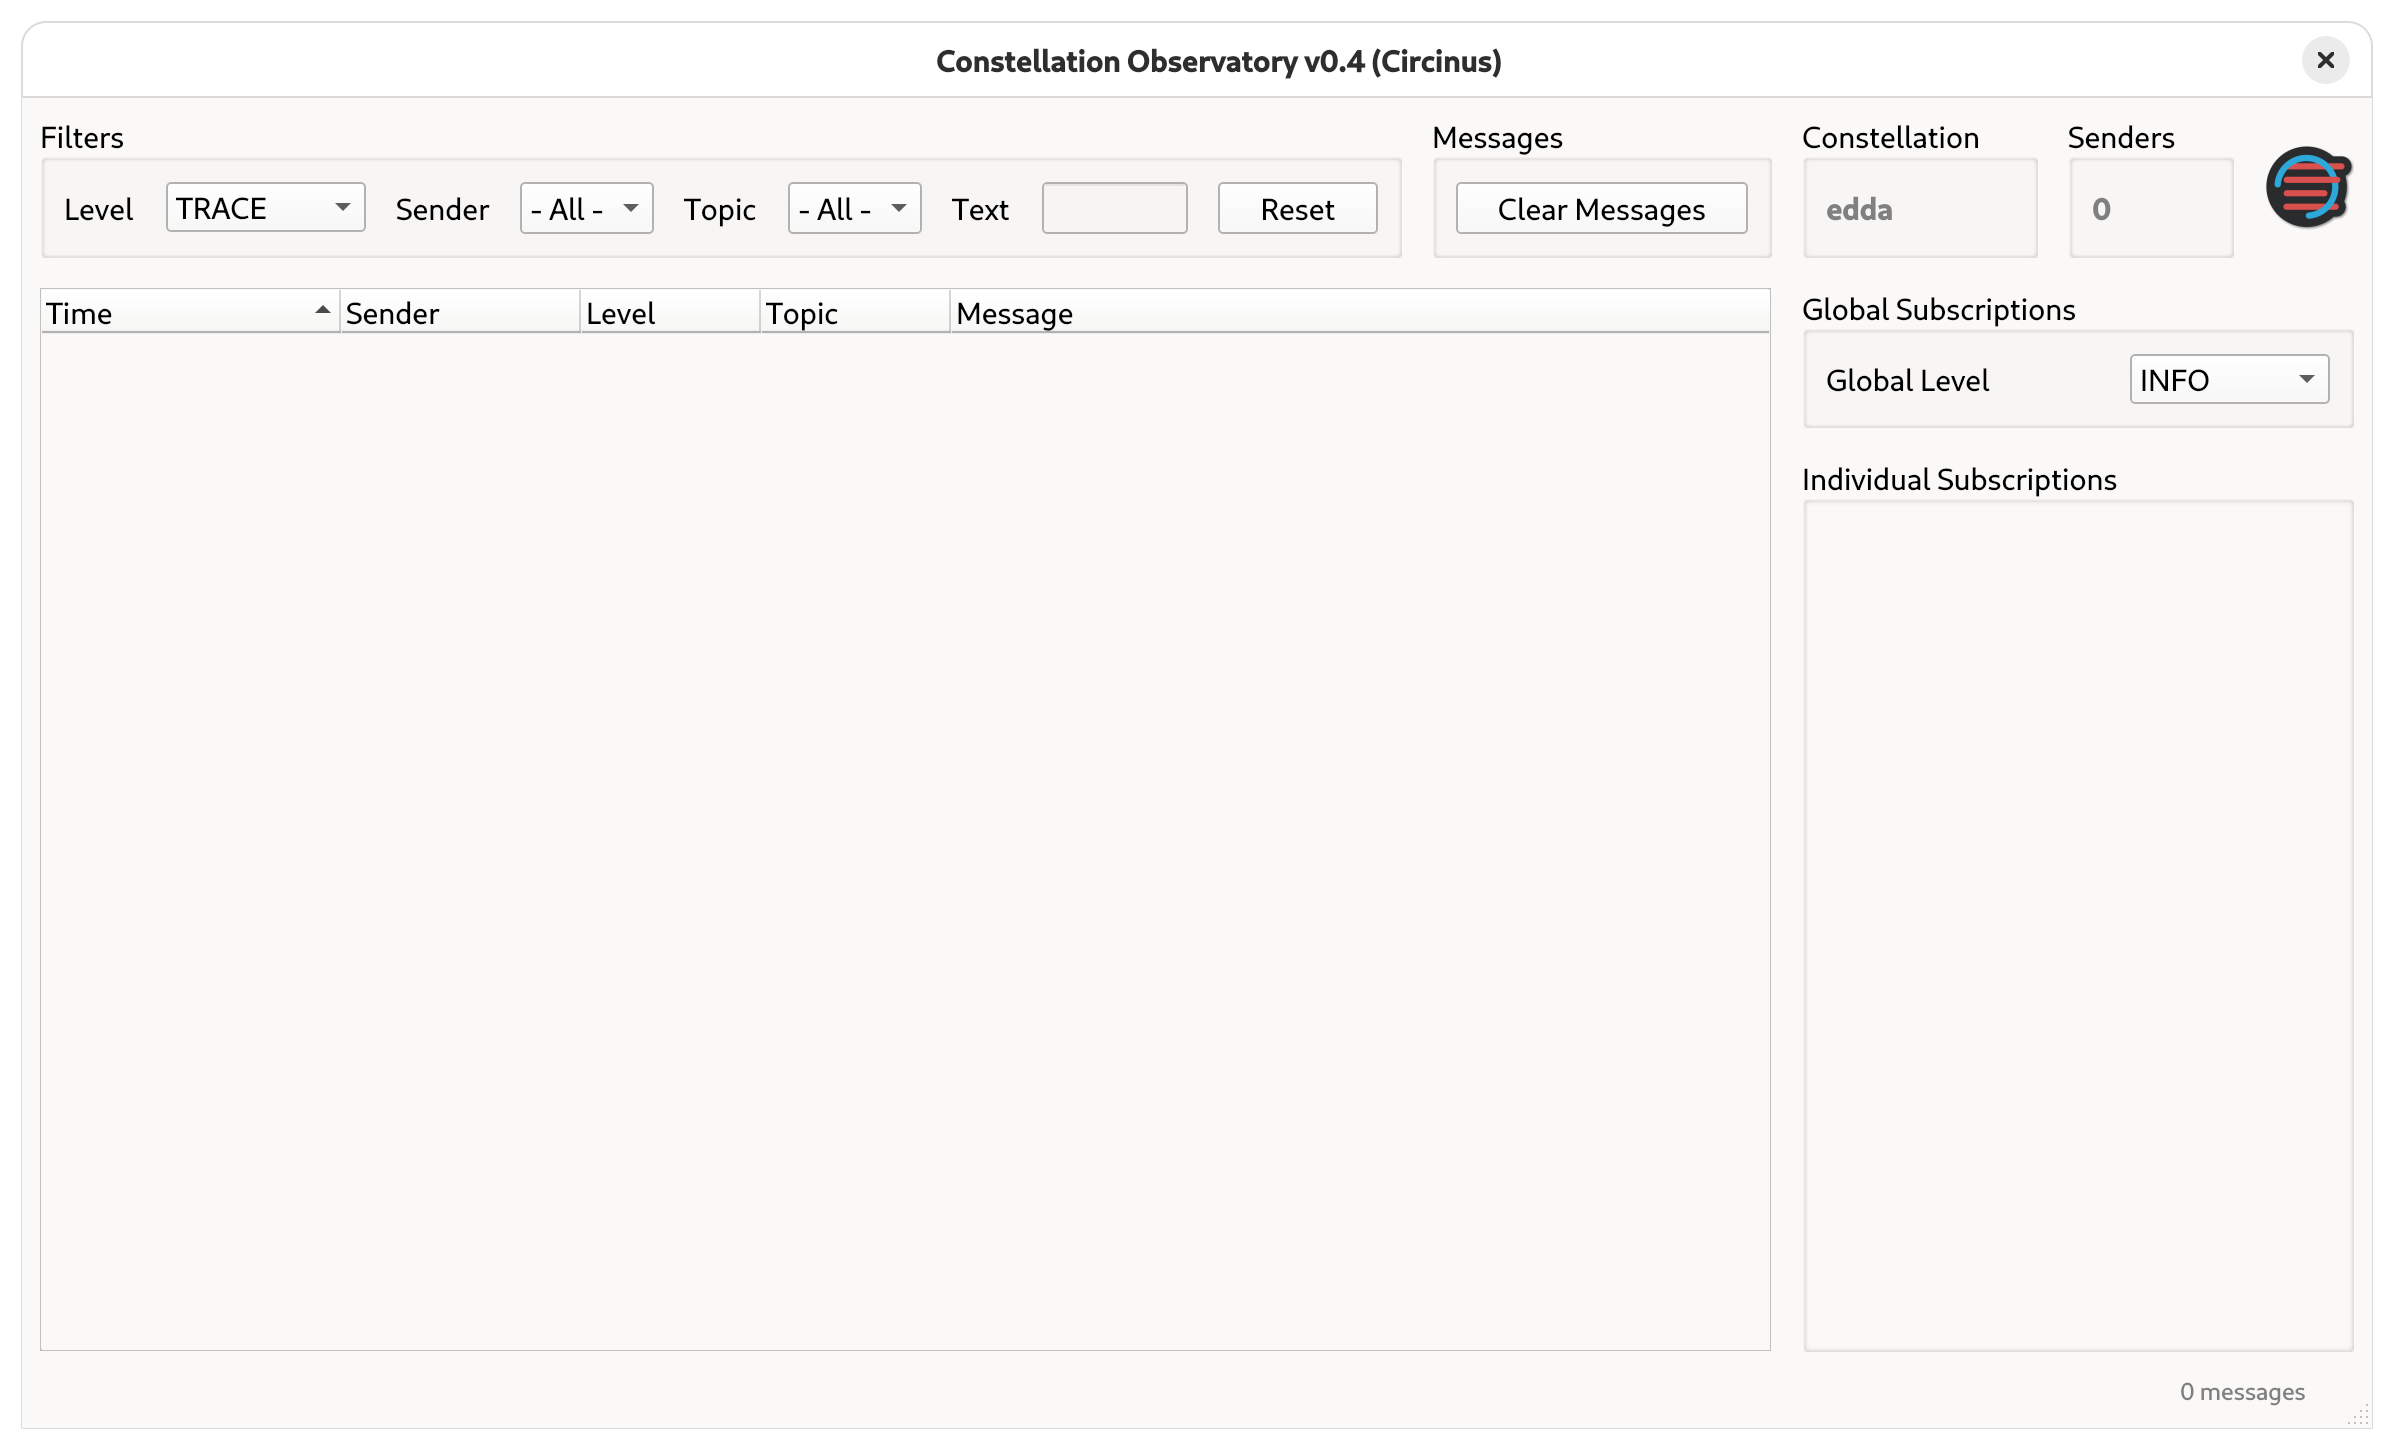 Constellation Observatory v0.4 (Circinus)
Filters
Level TRACE Sender - All - Topic - All - Text Reset
Messages
Clear Messages
Constellation
edda
Senders
0
Time Sender Level Topic Message
Global Subscriptions
Global Level INFO
Individual Subscriptions
0 messages